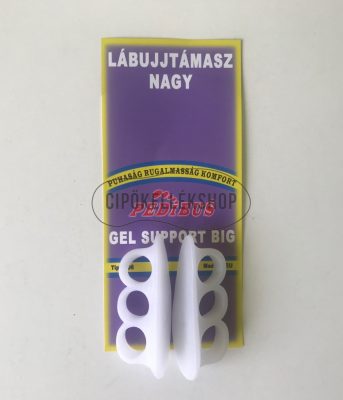 LÁBUJJTÁMASZ
NAGY
PUHASÁG RUGALMASSÁG KOMFORT
CIPŐKELLÉKSHOP
PEDIBUS
GEL SUPPORT BIG